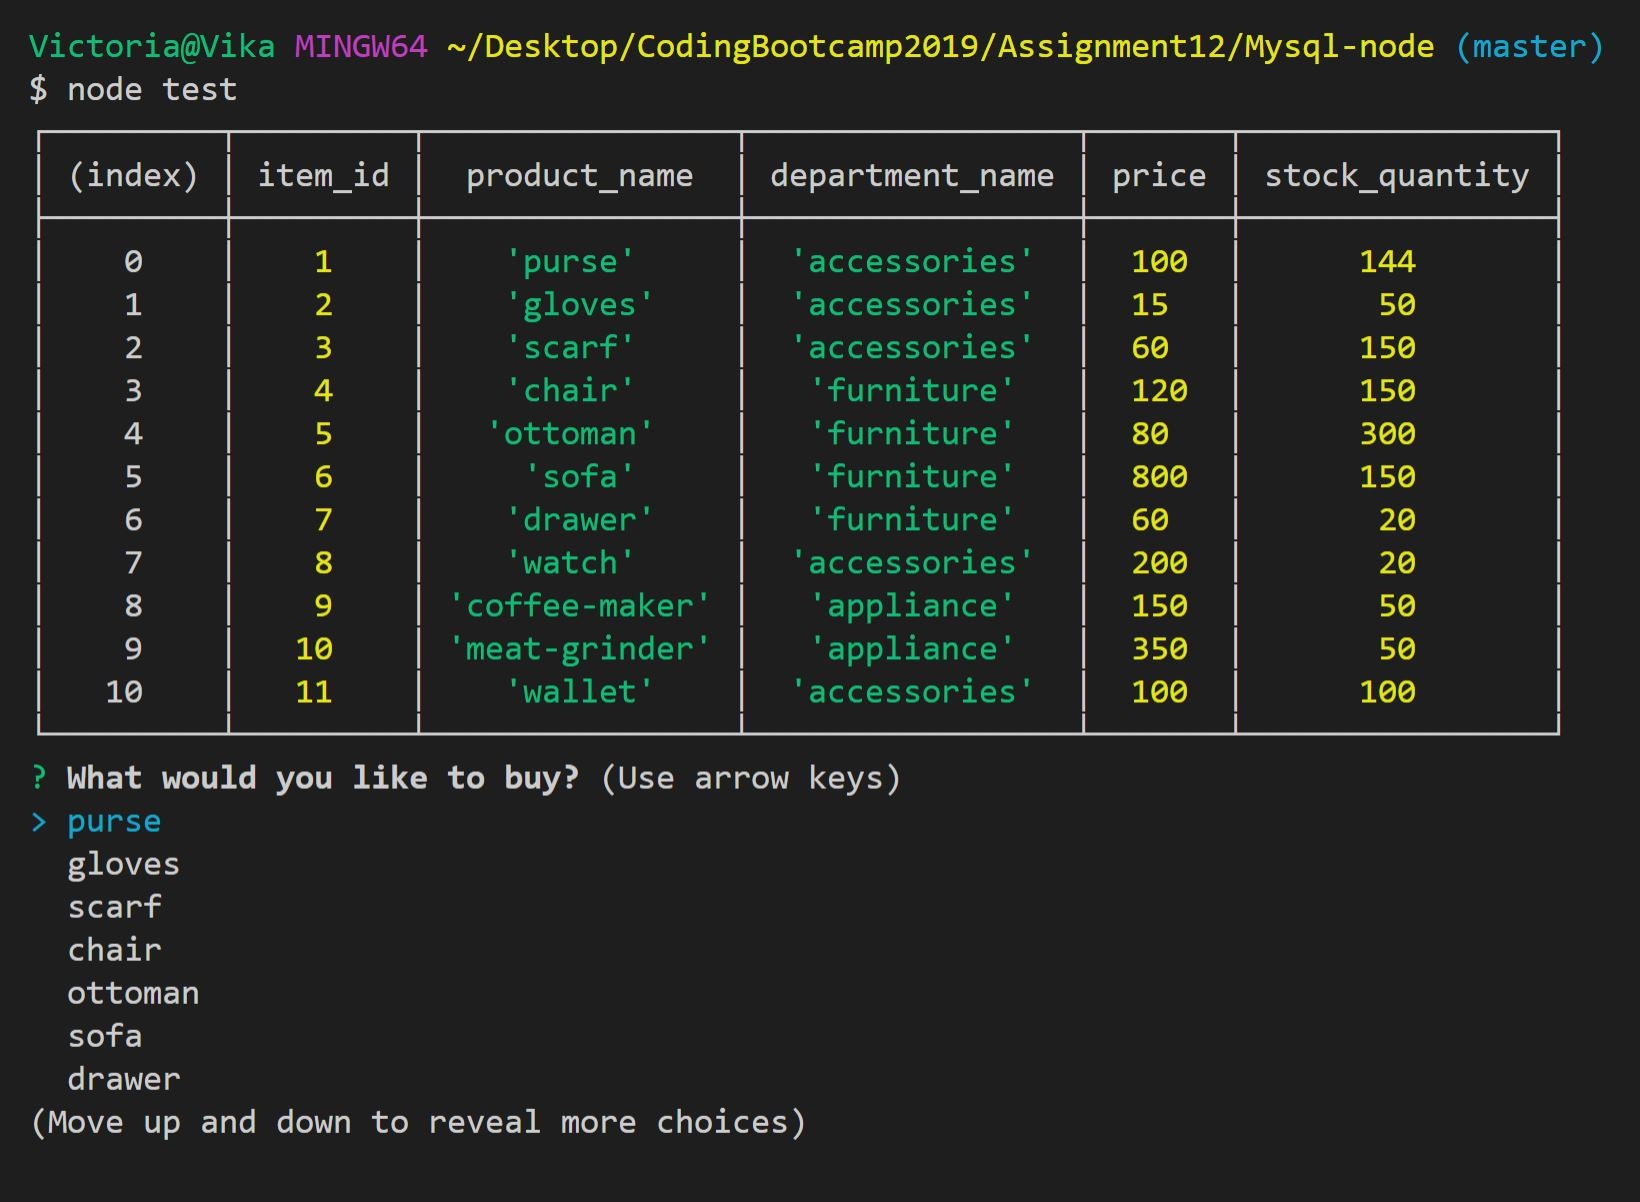 Victoria@Vika MINGW64 ~/Desktop/CodingBootcamp2019/Assignment12/Mysql-node (master)
$ node test
(index) item_id product_name department_name price stock_quantity
0 1 'purse' 'accessories' 100 144
1 2 'gloves' 'accessories' 15 50
2 3 'scarf' 'accessories' 60 150
3 4 'chair' 'furniture' 120 150
4 5 'ottoman' 'furniture' 80 300
5 6 'sofa' 'furniture' 800 150
6 7 'drawer' 'furniture' 60 20
7 8 'watch' 'accessories' 200 20
8 9 'coffee-maker' 'appliance' 150 50
9 10 'meat-grinder' 'appliance' 350 50
10 11 'wallet' 'accessories' 100 100
? What would you like to buy? (Use arrow keys)
> purse
gloves
scarf
chair
ottoman
sofa
drawer
(Move up and down to reveal more choices)